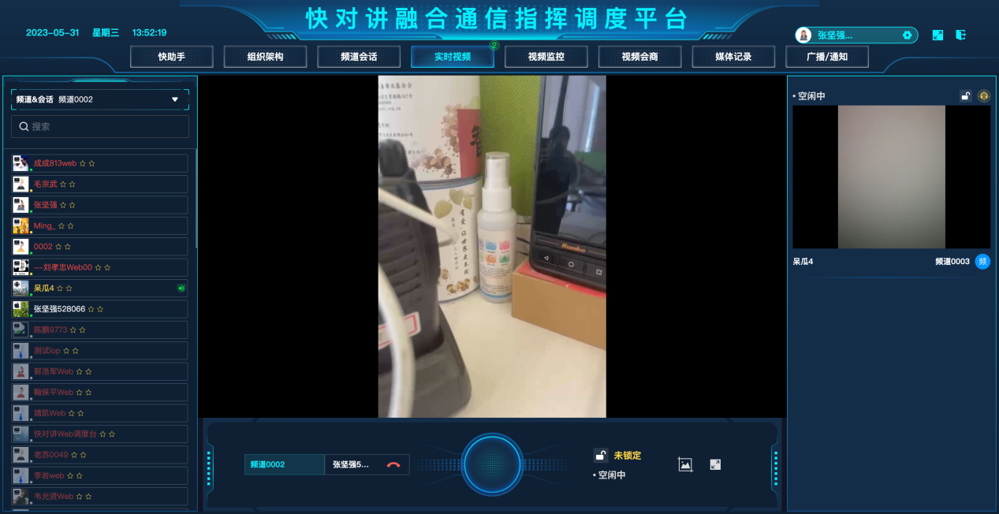 快对讲融合通信指挥调度平台
2023-05-31 星期三 13:52:19
张坚强...
快助手
组织架构
频道会话
实时视频
2
视频监控
视频会商
媒体记录
广播/通知
频道&会话 频道0002
搜索
成成813web
毛宗武
张坚强
Ming_
0002
一刘孝忠Web00
呆瓜4
张坚强528066
陈鹏9773
测试iop
郭浩军Web
鞠保平Web
靖凯Web
快对讲Web调度台
老苏0049
李岩web
韦光贤Web
Runbo
频道0002
张坚强5...
未锁定
• 空闲中
• 空闲中
呆瓜4
频道0003
频